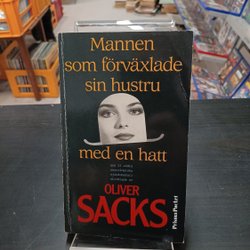 Mannen
som förväxlade
sin hustru
med en hatt
OLIVER
SACKS
PrismaPocket